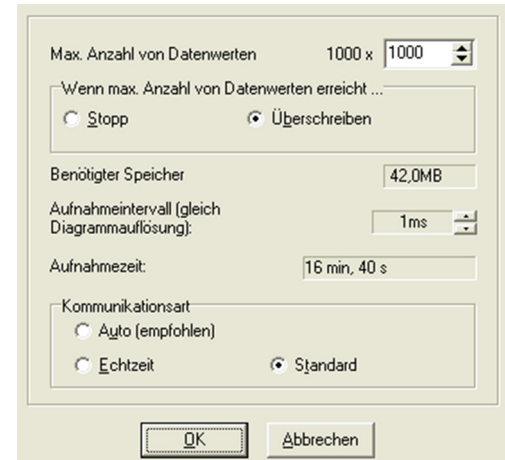 Max. Anzahl von Datenwerten 1000 x 1000
Wenn max. Anzahl von Datenwerten erreicht ...
Stopp Überschreiben
Benötigter Speicher 42,0MB
Aufnahmeintervall (gleich
Diagrammauflösung): 1ms
Aufnahmezeit: 16 min, 40 s
Kommunikationsart
Auto (empfohlen)
Echtzeit Standard
OK Abbrechen